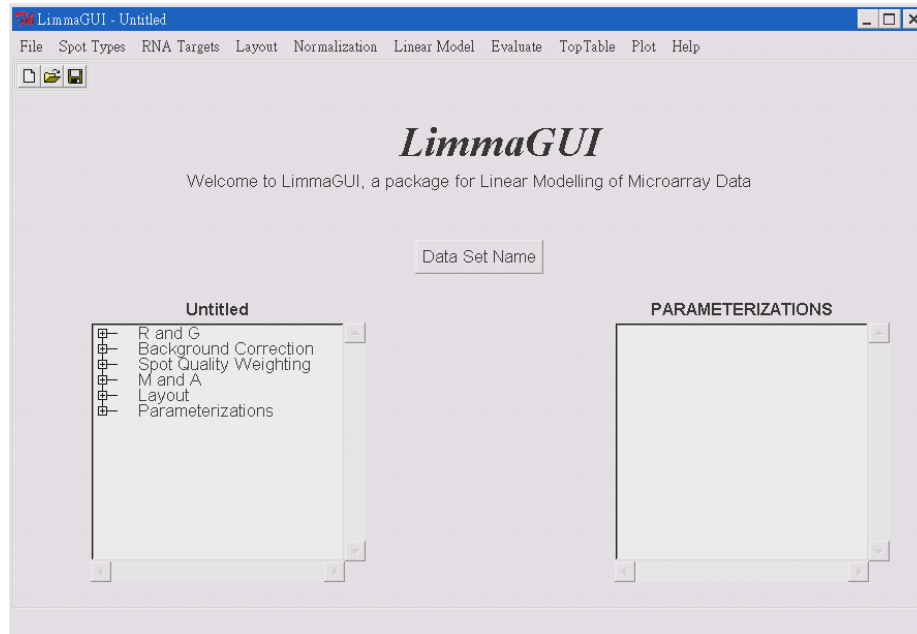 LimmaGUI - Untitled
File Spot Types RNA Targets Layout Normalization Linear Model Evaluate TopTable Plot Help
LimmaGUI
Welcome to LimmaGUI, a package for Linear Modelling of Microarray Data
Data Set Name
Untitled
R and G
Background Correction
Spot Quality Weighting
M and A
Layout
Parameterizations
PARAMETERIZATIONS